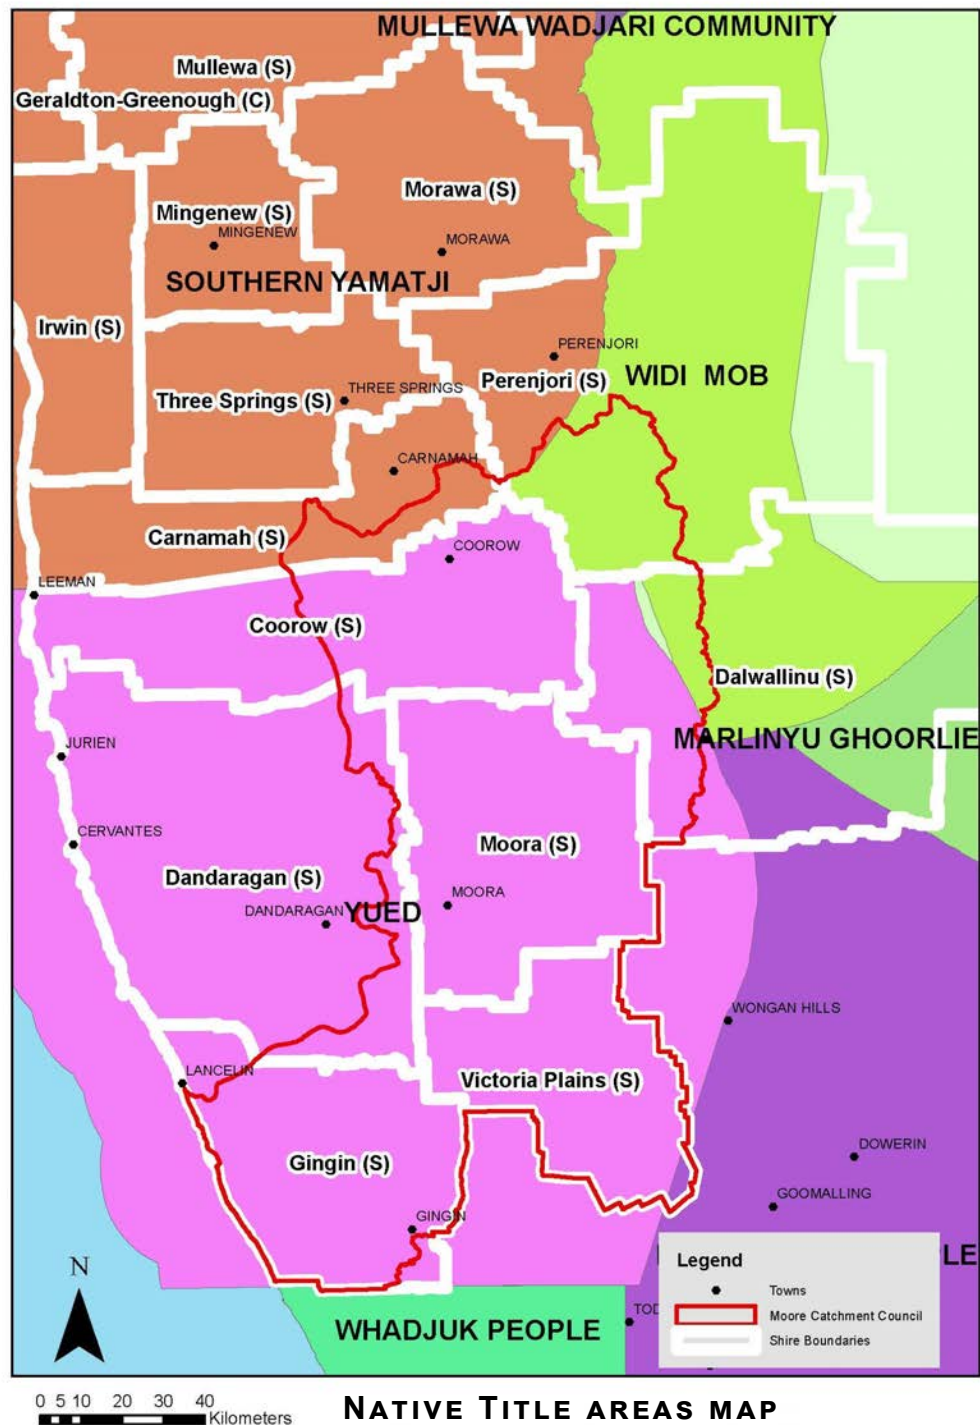 MULLEWA WADJARI COMMUNITY
Mullewa (S)
Geraldton-Greenough (C)
Morawa (S)
Mingenew (S)
MINGENEW
MORAWA
SOUTHERN YAMATJI
Irwin (S)
PERENJORI
WIDI MOB
Perenjori (S)
THREE SPRINGS
Three Springs (S)
CARNAMAH
Carnamah (S)
COOROW
LEEMAN
Coorow (S)
Dalwallinu (S)
MARLINYU GHOORLIE
JURIEN
CERVANTES
Moora (S)
Dandaragan (S)
MOORA
DANDARAGAN
YUED
WONGAN HILLS
LANCELIN
Victoria Plains (S)
DOWERIN
Gingin (S)
GOOMALLING
GINGIN
N
Legend
Towns
Moore Catchment Council
Shire Boundaries
WHADJUK PEOPLE
0 5 10 20 30 40
Kilometers
NATIVE TITLE AREAS MAP